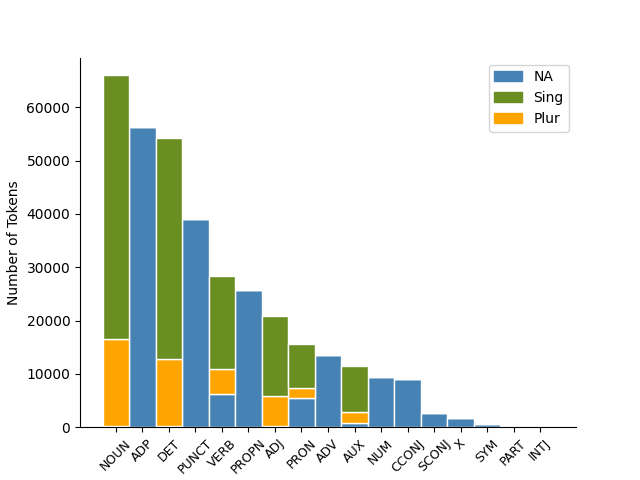 NA
Sing
Plur
Number of Tokens
60000
50000
40000
30000
20000
10000
0
NOUN
ADP
DET
PUNCT
VERB
PROPN
ADJ
PRON
ADV
AUX
NUM
CCONJ
SCONJ
X
SYM
PART
INTJ